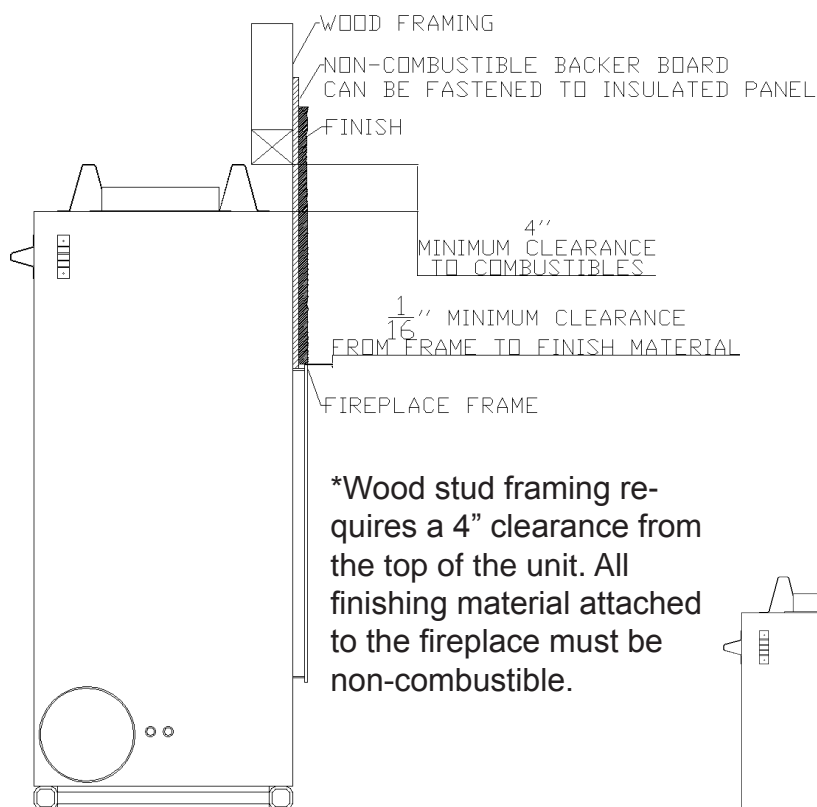 WOOD FRAMING
NON-COMBUSTIBLE BACKER BOARD
CAN BE FASTENED TO INSULATED PANEL
FINISH
4''
MINIMUM CLEARANCE
TO COMBUSTIBLES
1/16'' MINIMUM CLEARANCE
FROM FRAME TO FINISH MATERIAL
FIREPLACE FRAME
*Wood stud framing re-
quires a 4” clearance from
the top of the unit. All
finishing material attached
to the fireplace must be
non-combustible.